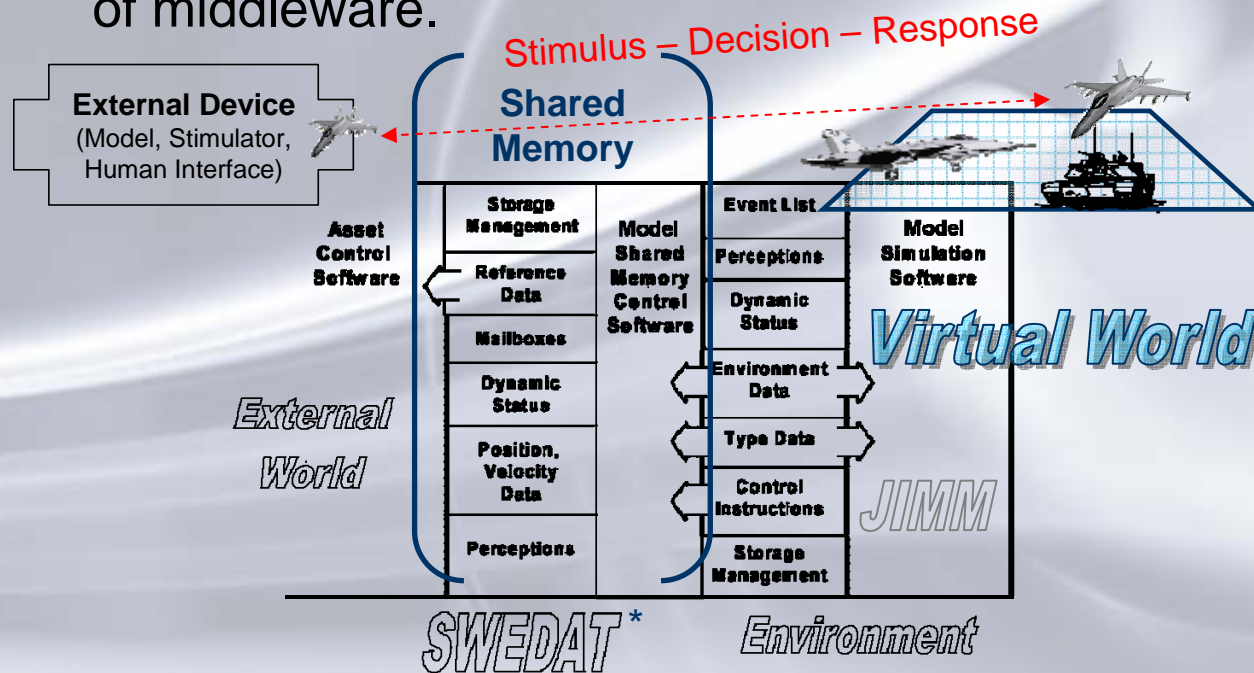 of middleware.
Stimulus – Decision – Response
External Device
(Model, Stimulator,
Human Interface)
Shared
Memory
Asset
Control
Software
Storage
Management
Reference
Data
Mailboxes
Dynamic
Status
Position,
Velocity
Data
Perceptions
Model
Shared
Memory
Control
Software
Event List
Perceptions
Dynamic
Status
Environment
Data
Type Data
Control
Instructions
Storage
Management
Model
Simulation
Software
Virtual World
External
World
JIMM
SWEDAT *
Environment